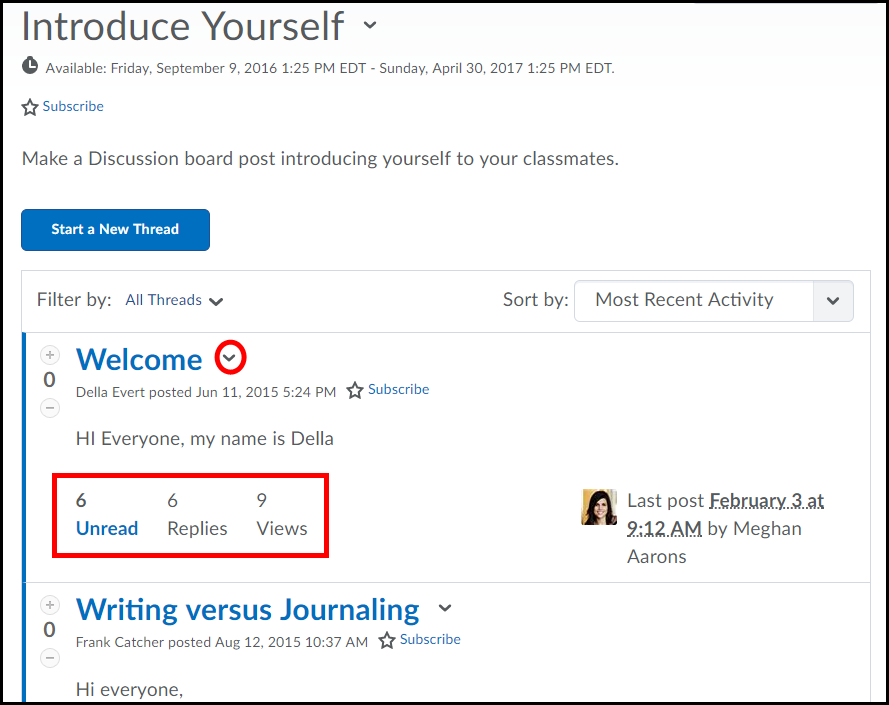 Introduce Yourself
Available: Friday, September 9, 2016 1:25 PM EDT - Sunday, April 30, 2017 1:25 PM EDT.
Subscribe
Make a Discussion board post introducing yourself to your classmates.
Start a New Thread
Filter by: All Threads Sort by: Most Recent Activity
Welcome
0
Della Evert posted Jun 11, 2015 5:24 PM Subscribe
HI Everyone, my name is Della
6 Unread
6 Replies
9 Views
Last post February 3 at
9:12 AM by Meghan
Aarons
Writing versus Journaling
0
Frank Catcher posted Aug 12, 2015 10:37 AM Subscribe
Hi everyone,